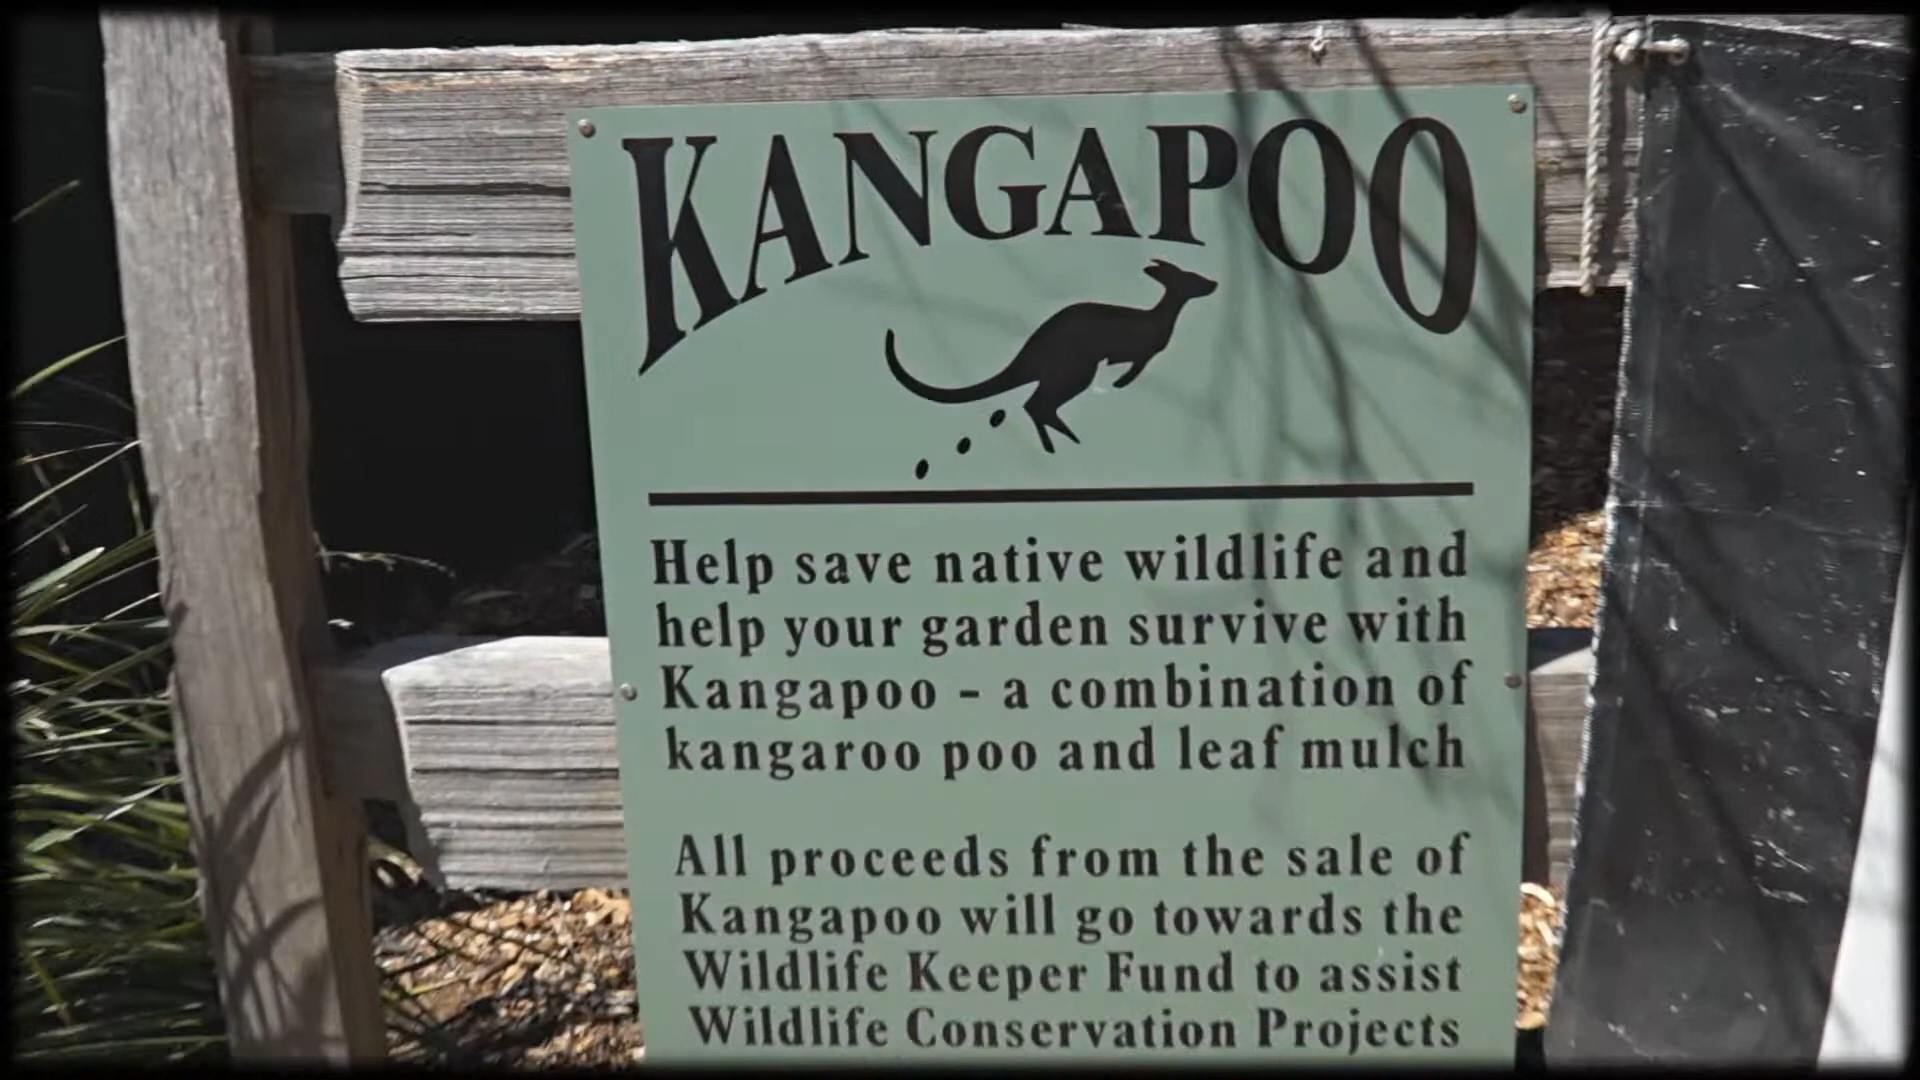 KANGAPOO
Help save native wildlife and
help your garden survive with
Kangapoo - a combination of
kangaroo poo and leaf mulch
All proceeds from the sale of
Kangapoo will go towards the
Wildlife Keeper Fund to assist
Wildlife Conservation Projects